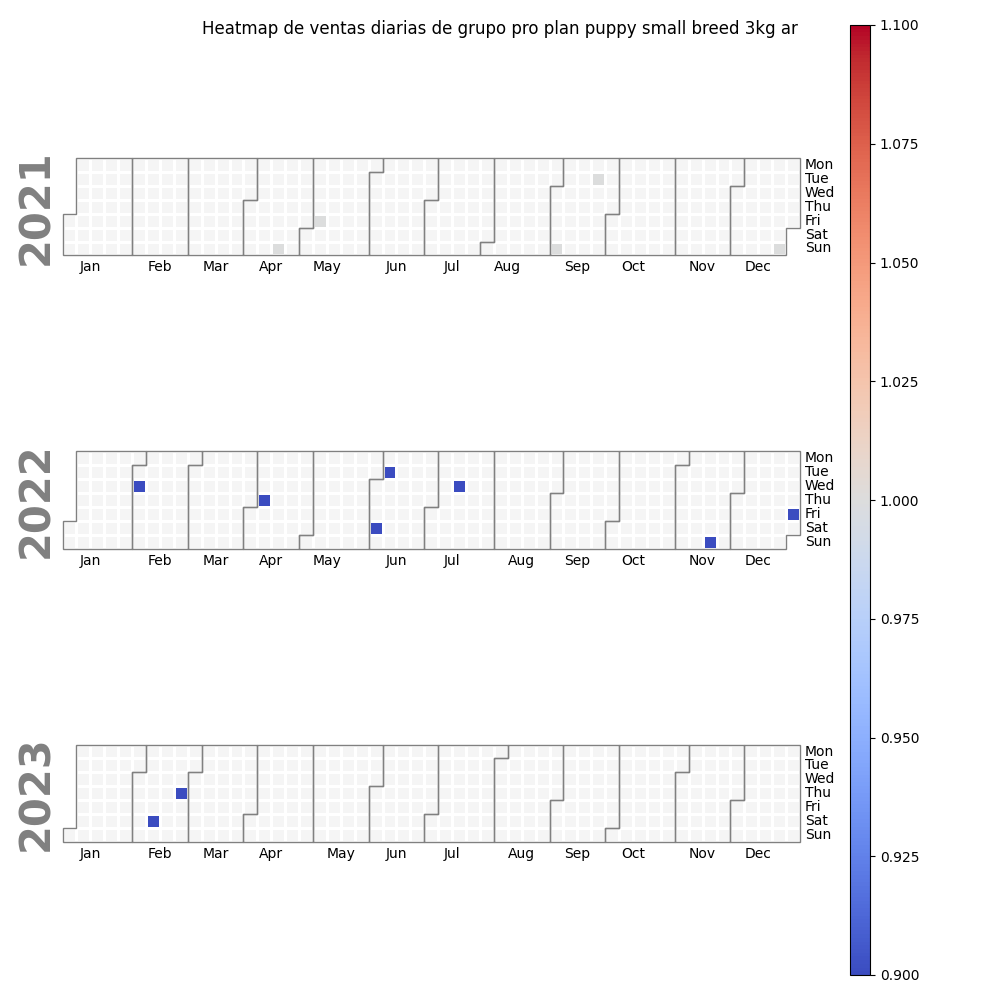 Heatmap de ventas diarias de grupo pro plan puppy small breed 3kg ar
2021
Mon
Tue
Wed
Thu
Fri
Sat
Sun
Jan Feb Mar Apr May Jun Jul Aug Sep Oct Nov Dec
2022
Mon
Tue
Wed
Thu
Fri
Sat
Sun
Jan Feb Mar Apr May Jun Jul Aug Sep Oct Nov Dec
2023
Mon
Tue
Wed
Thu
Fri
Sat
Sun
Jan Feb Mar Apr May Jun Jul Aug Sep Oct Nov Dec
1.100
1.075
1.050
1.025
1.000
0.975
0.950
0.925
0.900